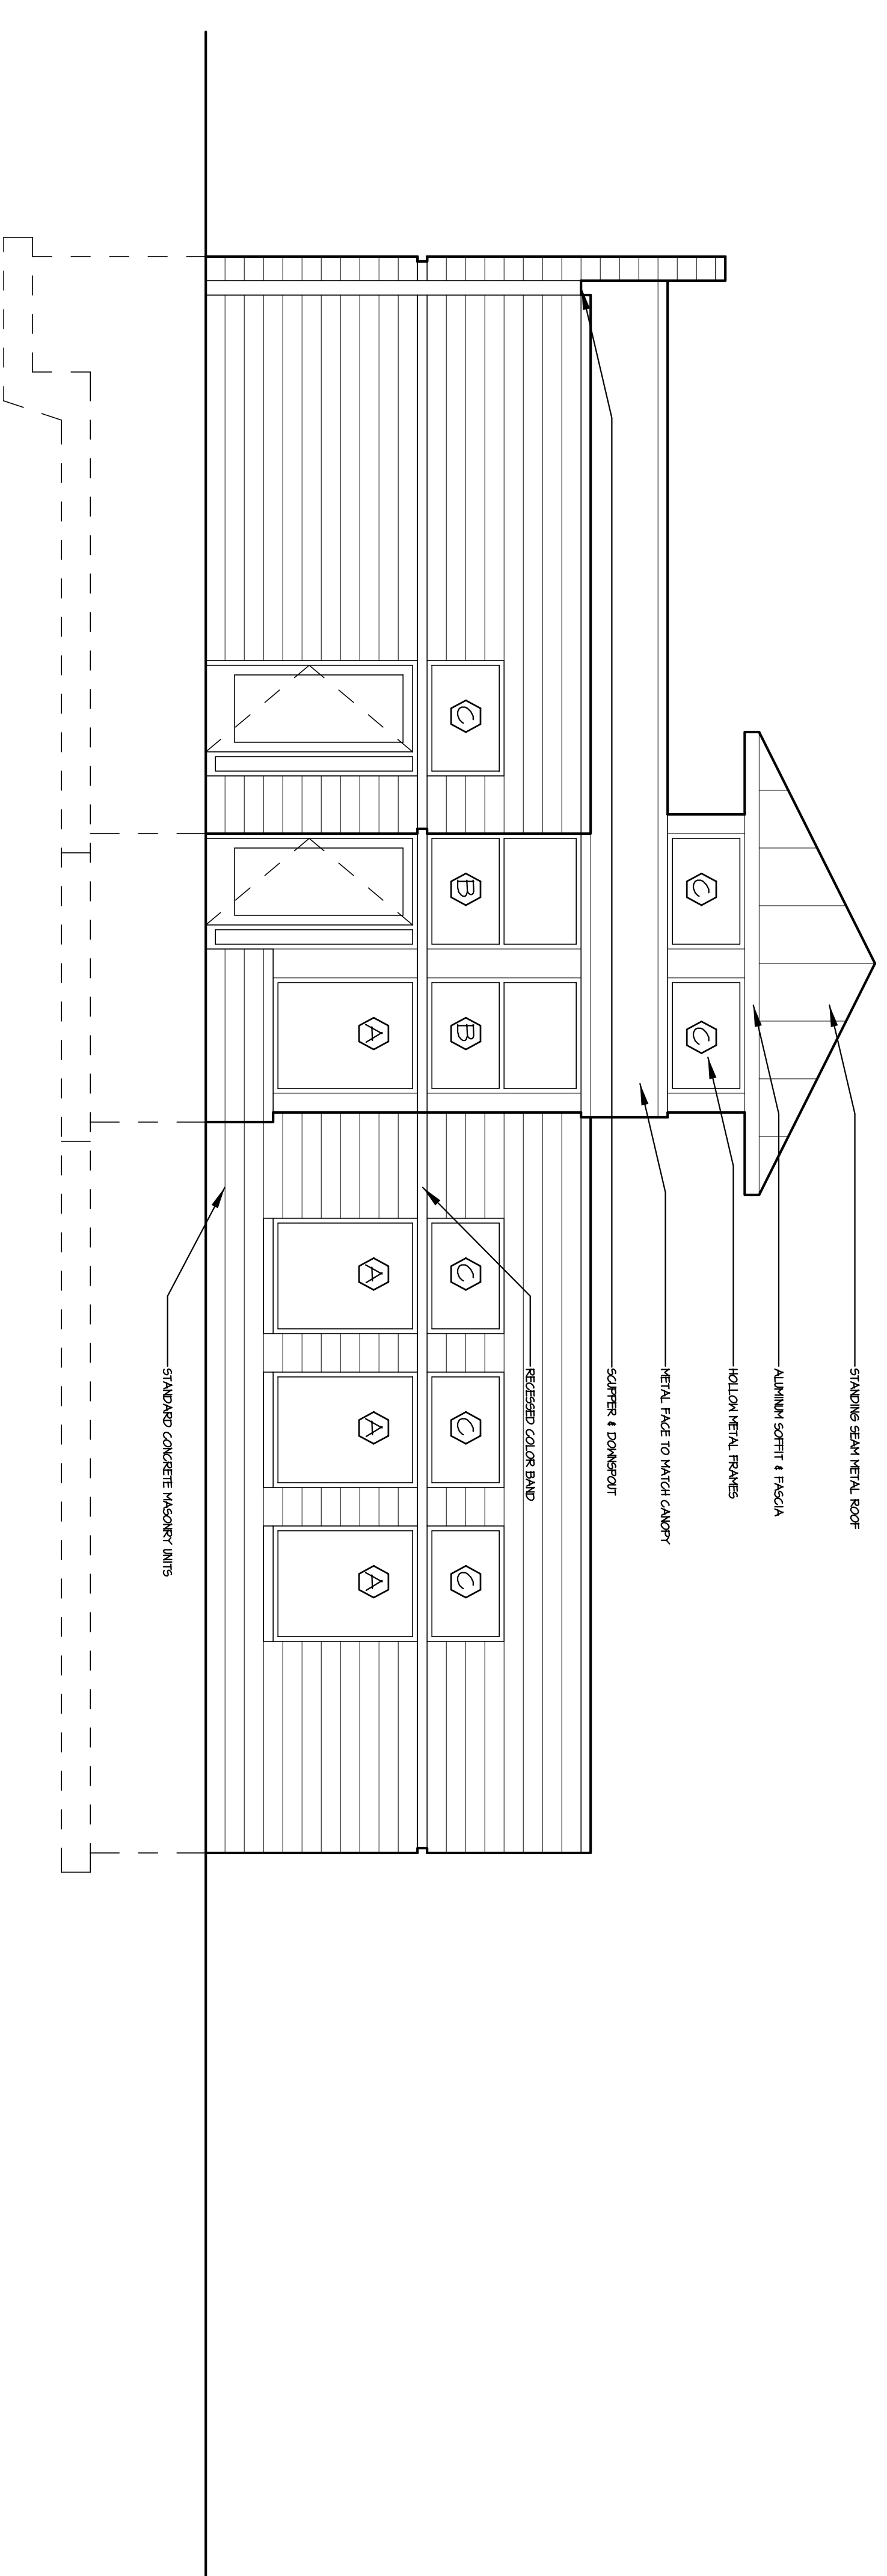 STANDING SEAM METAL ROOF
ALUMINUM SOFFIT & FASCIA
HOLLOW METAL FRAMES
METAL FACE TO MATCH CANOPY
SCUPPER & DOWNSPOUT
RECESSED COLOR BAND
STANDARD CONCRETE MASONRY UNITS
C
C
C
B
B
C
C
C
A
A
A
A